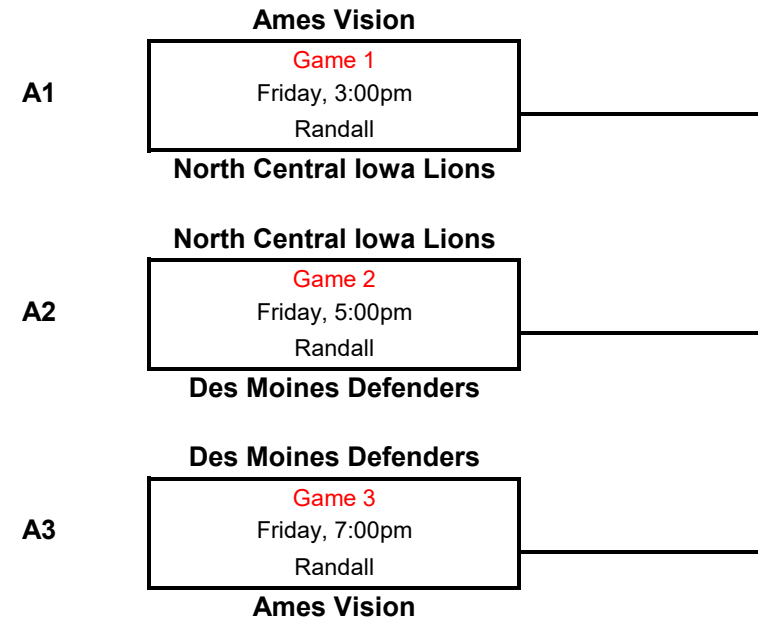 Ames Vision
Game 1
A1
Friday, 3:00pm
Randall
North Central Iowa Lions
North Central Iowa Lions
Game 2
A2
Friday, 5:00pm
Randall
Des Moines Defenders
Des Moines Defenders
Game 3
A3
Friday, 7:00pm
Randall
Ames Vision